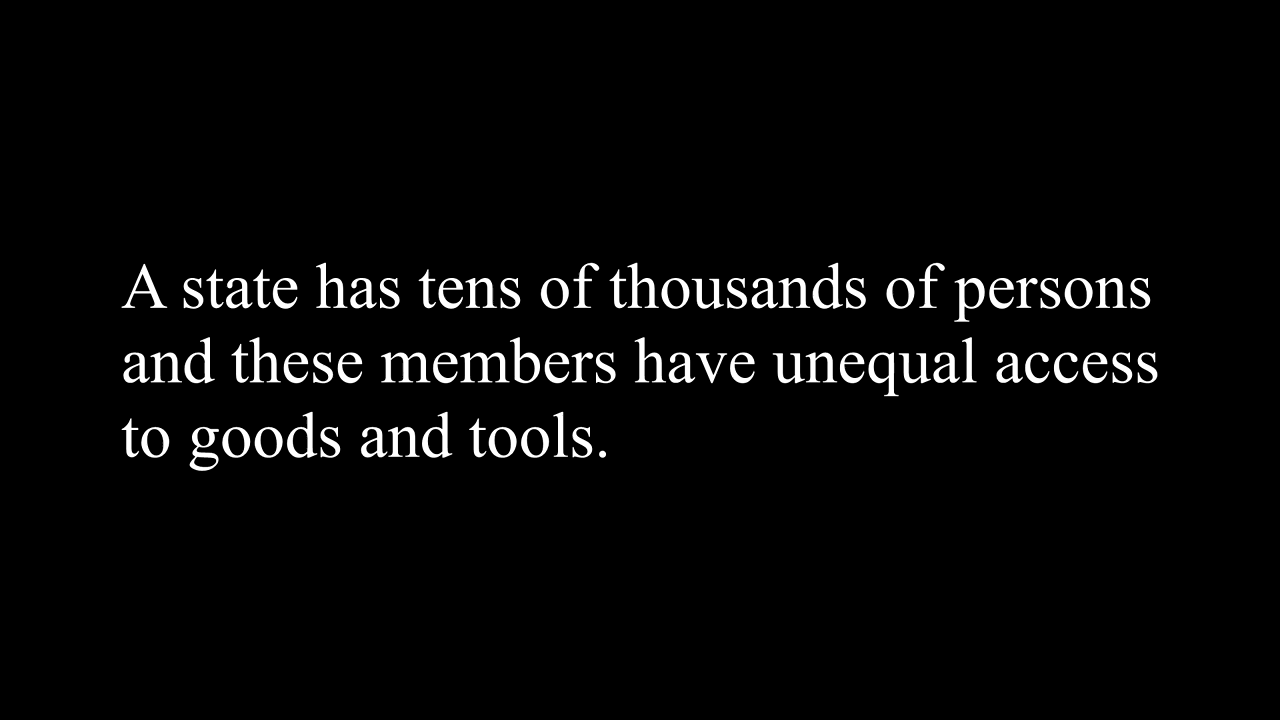 A state has tens of thousands of persons
and these members have unequal access
to goods and tools.